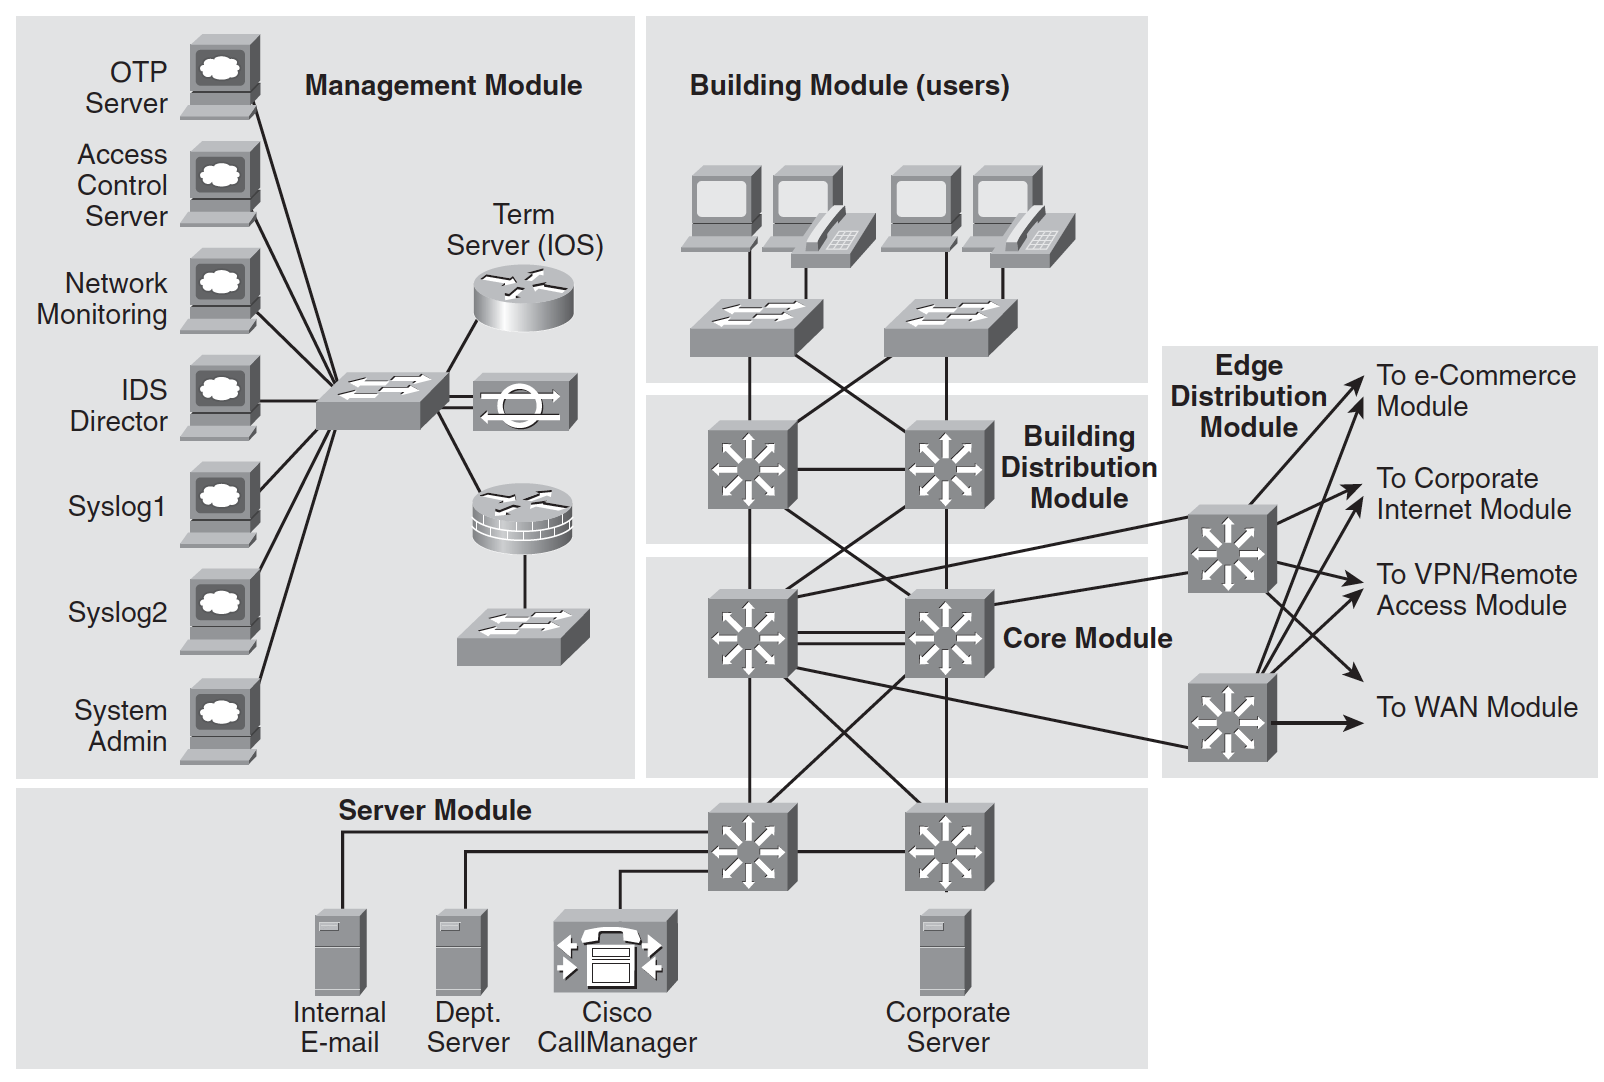 Management Module
OTP
Server
Access
Control
Server
Network
Monitoring
IDS
Director
Syslog1
Syslog2
System
Admin
Term
Server (IOS)
Building Module (users)
Building
Distribution
Module
Core Module
Edge
Distribution
Module
To e-Commerce
Module
To Corporate
Internet Module
To VPN/Remote
Access Module
To WAN Module
Server Module
Internal
E-mail
Dept.
Server
Cisco
CallManager
Corporate
Server